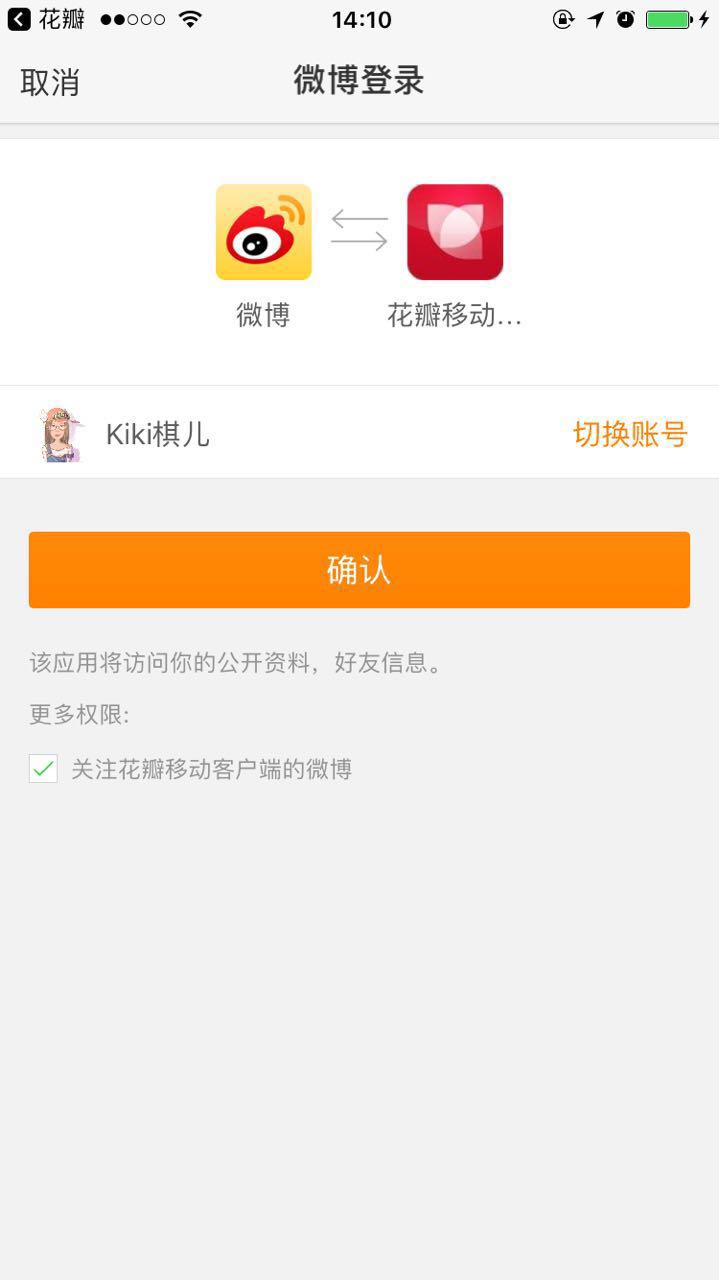 花瓣 14:10
取消 微博登录
微博 花瓣移动...
Kiki棋儿 切换账号
确认
该应用将访问你的公开资料，好友信息。
更多权限:
关注花瓣移动客户端的微博